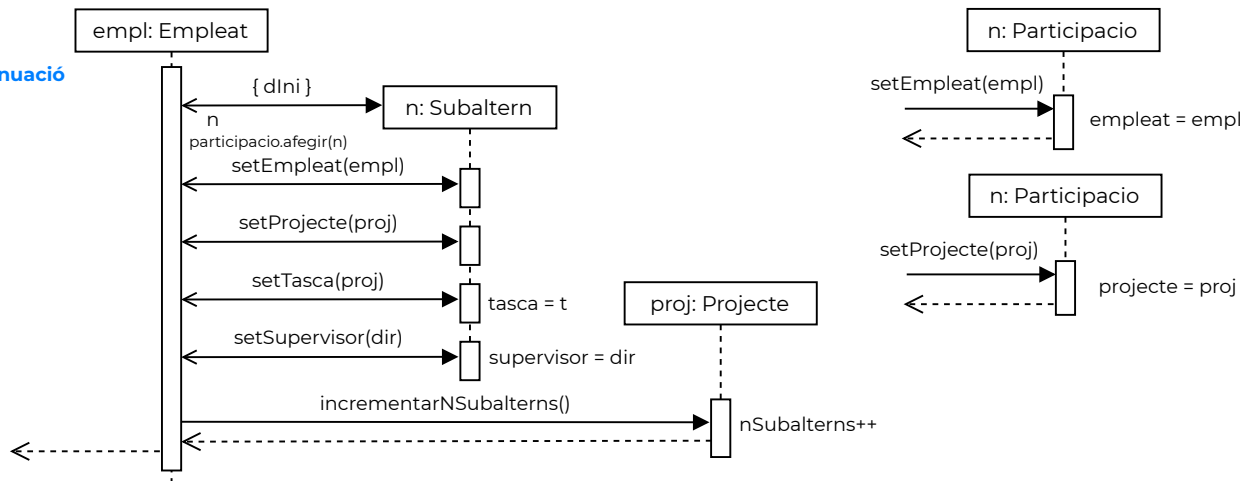 empl: Empleat
nuació
{ dIni }
n: Subaltern
n
participacio.afegir(n)
setEmpleat(empl)
setProjecte(proj)
setTasca(proj)
tasca = t
proj: Projecte
setSupervisor(dir)
supervisor = dir
incrementarNSubalterns()
nSubalterns++
n: Participacio
setEmpleat(empl)
empleat = empl
n: Participacio
setProjecte(proj)
projecte = proj